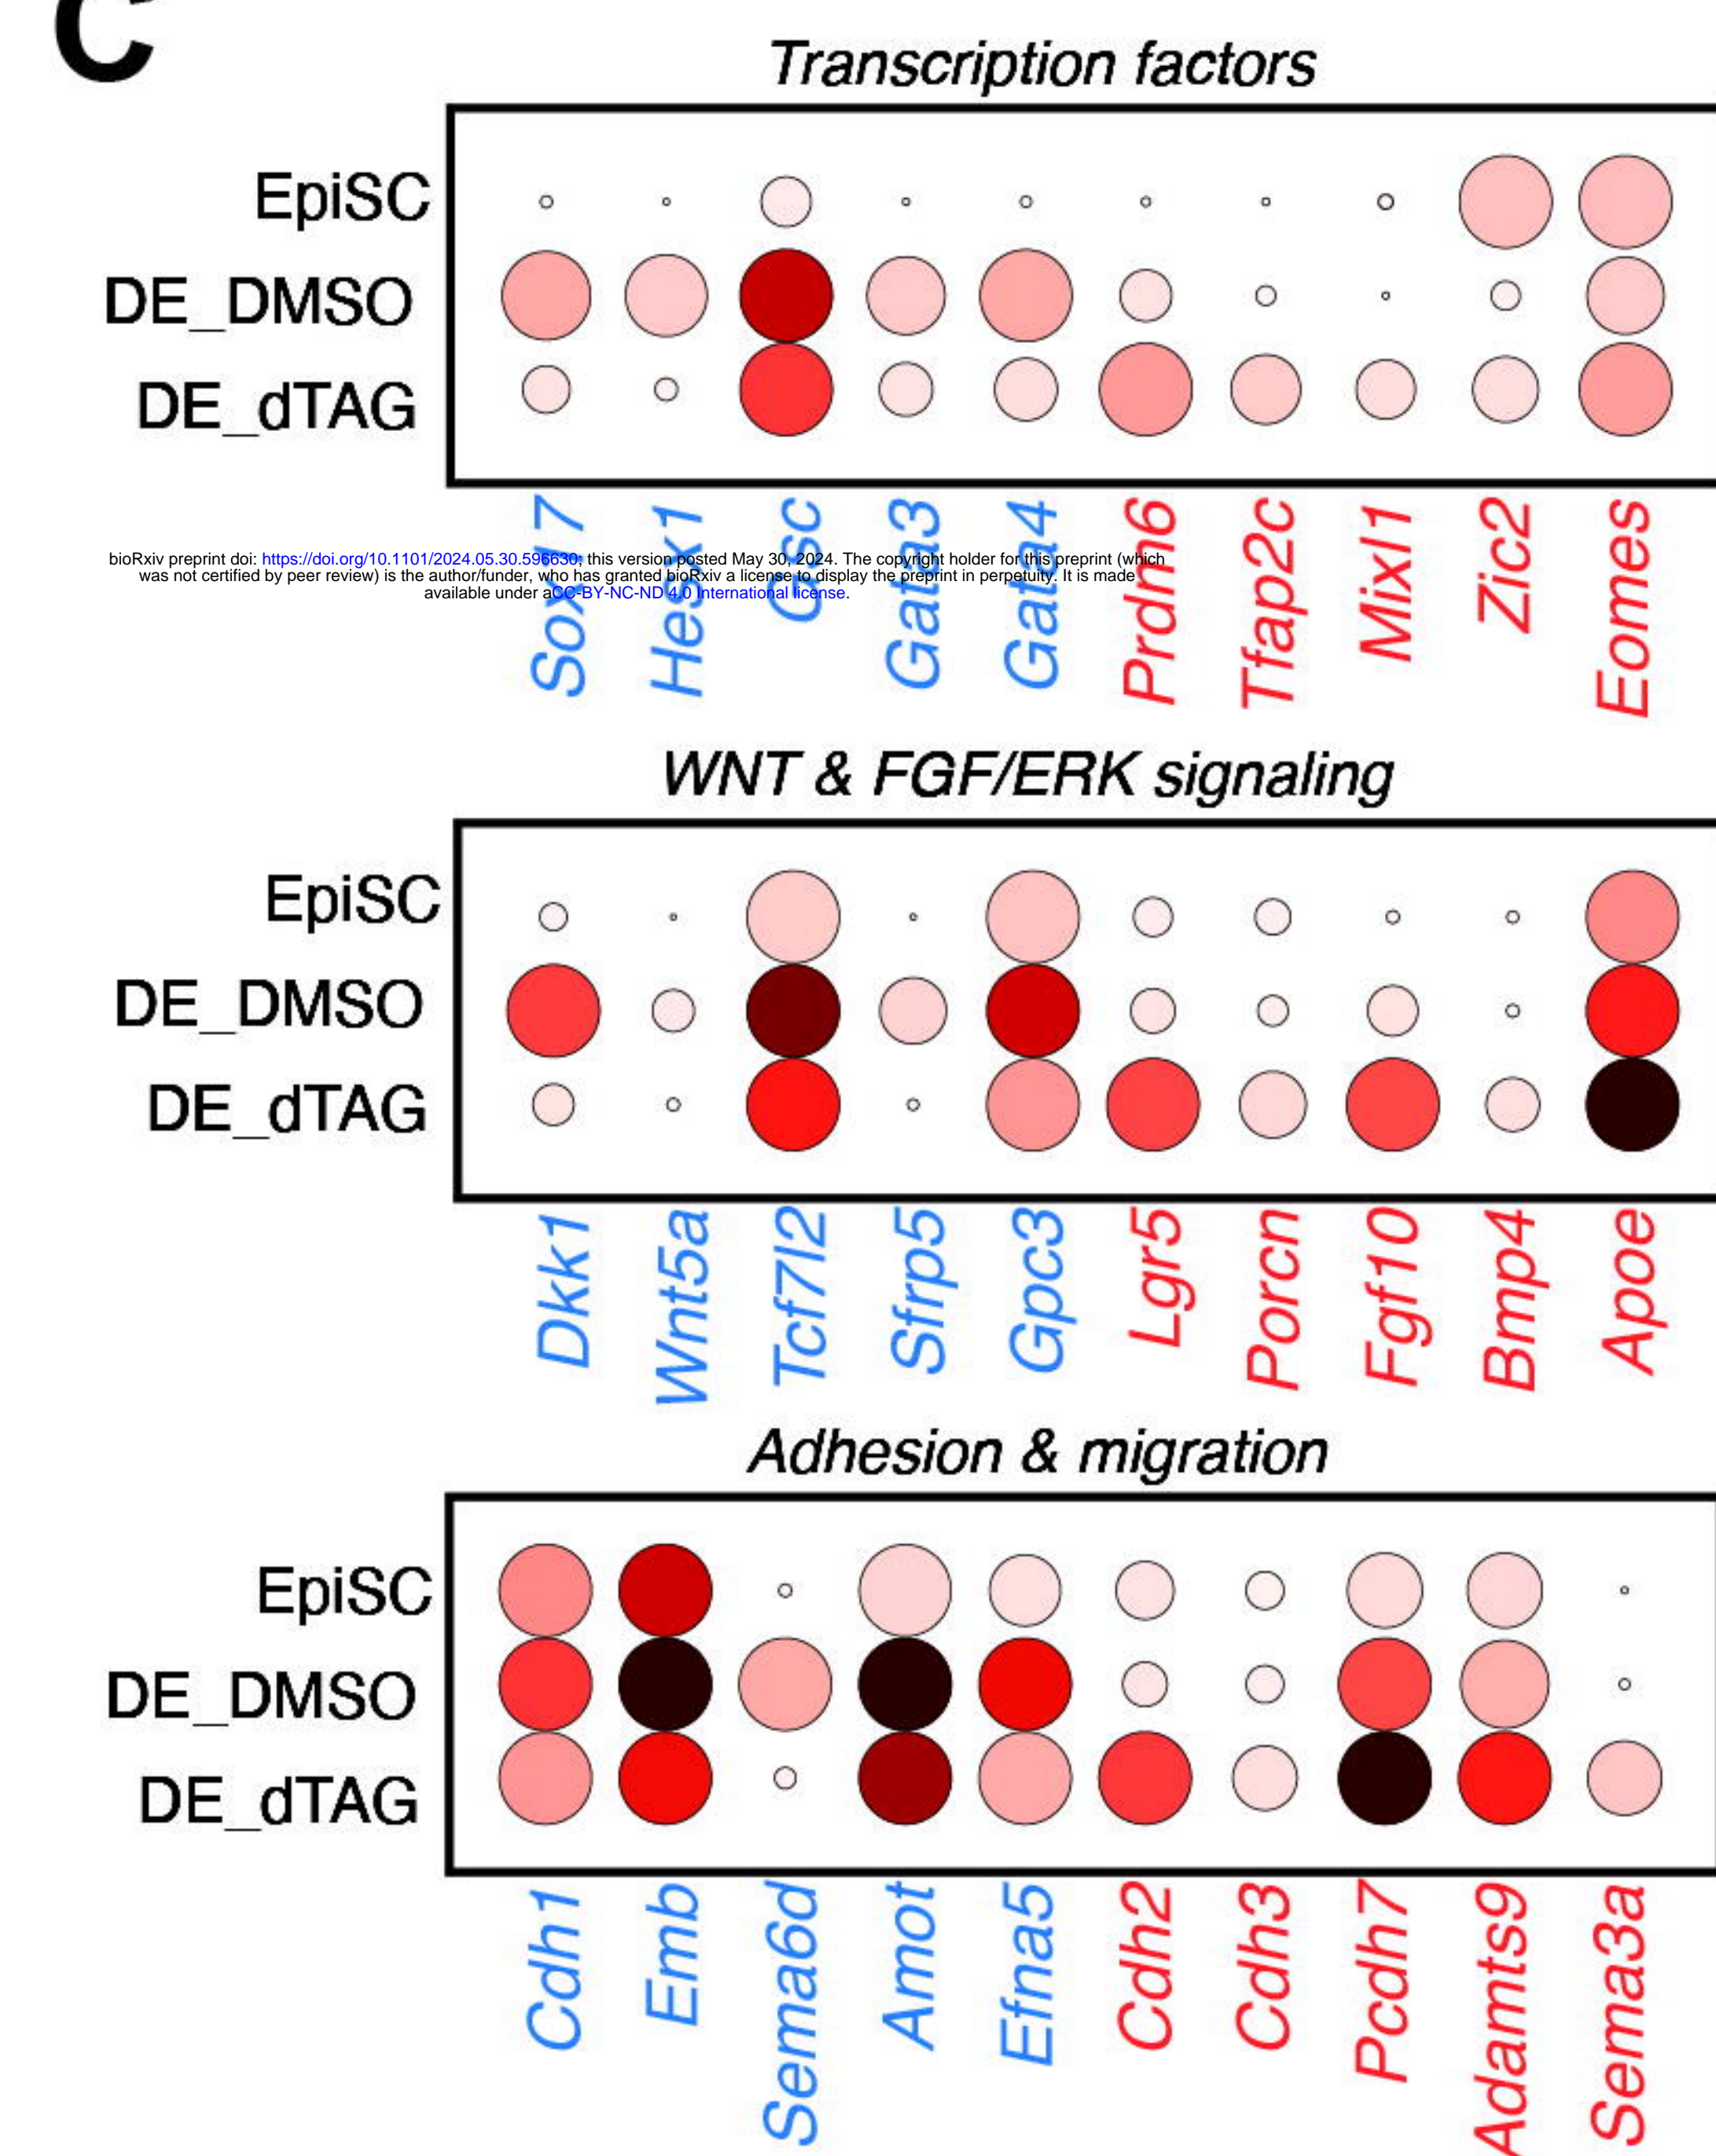 C
Transcription factors
EpiSC
DE_DMSO
DE_dTAG
Sox17
Hesx1
Gsc
Gata3
Gata4
Prdm6
Tfap2c
Mixl1
Zic2
Eomes
bioRxiv preprint doi: https://doi.org/10.1101/2024.05.30.596630; this version posted May 30, 2024. The copyright holder for this preprint (which
was not certified by peer review) is the author/funder, who has granted bioRxiv a license to display the preprint in perpetuity. It is made
available under aCC-BY-NC-ND 4.0 International license.
WNT & FGF/ERK signaling
EpiSC
DE_DMSO
DE_dTAG
Dkk1
Wnt5a
Tcf7l2
Sfrp5
Gpc3
Lgr5
Porcn
Fgf10
Bmp4
Apoe
Adhesion & migration
EpiSC
DE_DMSO
DE_dTAG
Cdh1
Emb
Sema6d
Amot
Efna5
Cdh2
Cdh3
Pcdh7
Adamts9
Sema3a